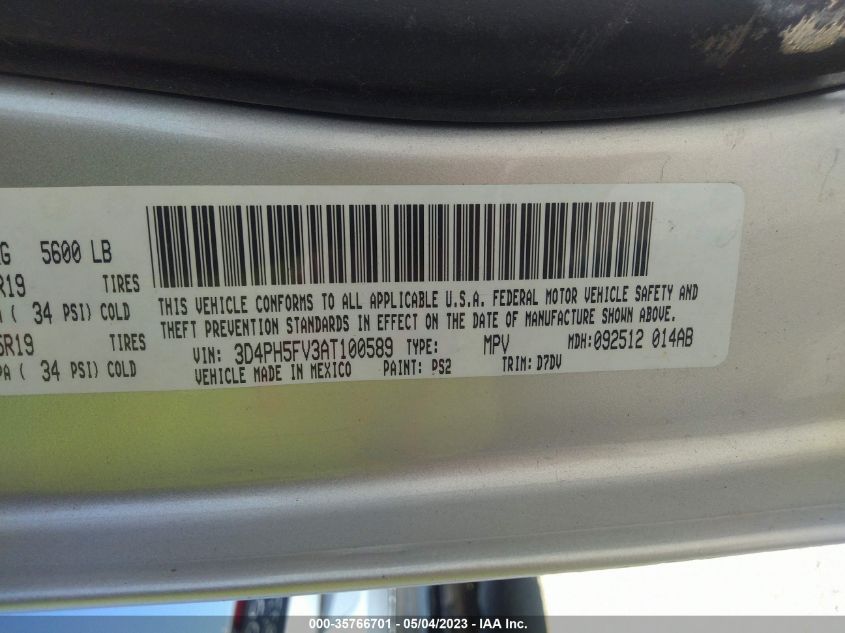 G 5600 LB
R19 TIRES
( 34 PSI) COLD
5R19 TIRES
PA ( 34 PSI) COLD
THIS VEHICLE CONFORMS TO ALL APPLICABLE U.S.A. FEDERAL MOTOR VEHICLE SAFETY AND
THEFT PREVENTION STANDARDS IN EFFECT ON THE DATE OF MANUFACTURE SHOWN ABOVE.
VIN: 3D4PH5FV3AT100589 TYPE: MPV MDH:092512 014AB
VEHICLE MADE IN MEXICO PAINT: PS2 TRIM: D7DV
000-35766701 - 05/04/2023 - IAA Inc.